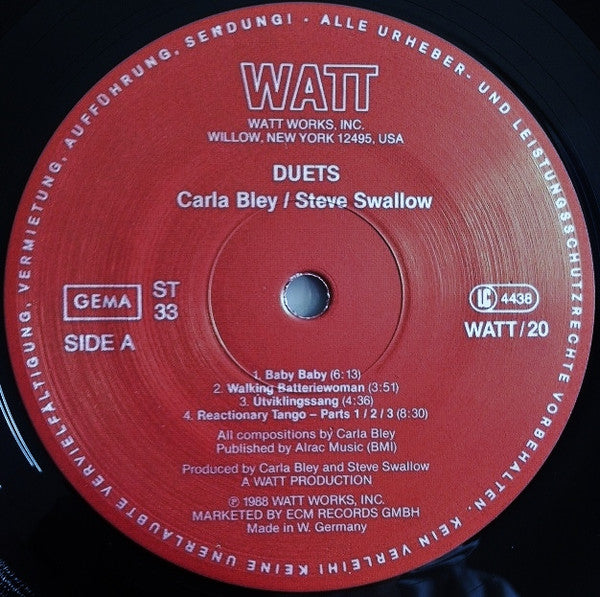 WATT
WATT WORKS, INC.
WILLOW, NEW YORK 12495, USA
DUETS
Carla Bley / Steve Swallow
GEMA
ST
33
SIDE A
LC 4438
WATT/20
1. Baby Baby (6:13)
2. Walking Batteriewoman (3:51)
3. Utviklingssang (4:36)
4. Reactionary Tango – Parts 1 / 2 / 3 (8:30)
All compositions by Carla Bley
Published by Alrac Music (BMI)
Produced by Carla Bley and Steve Swallow
A WATT PRODUCTION
℗ 1988 WATT WORKS, INC.
MARKETED BY ECM RECORDS GMBH
Made in W. Germany
ALLE URHEBER- UND LEISTUNGSSCHUTZRECHTE VORBEHALTEN. KEIN VERLEIH! KEINE UNERLAUBTE VERVIELFÄLTIGUNG, VERMIETUNG, AUFFÜHRUNG, SENDUNG! ·